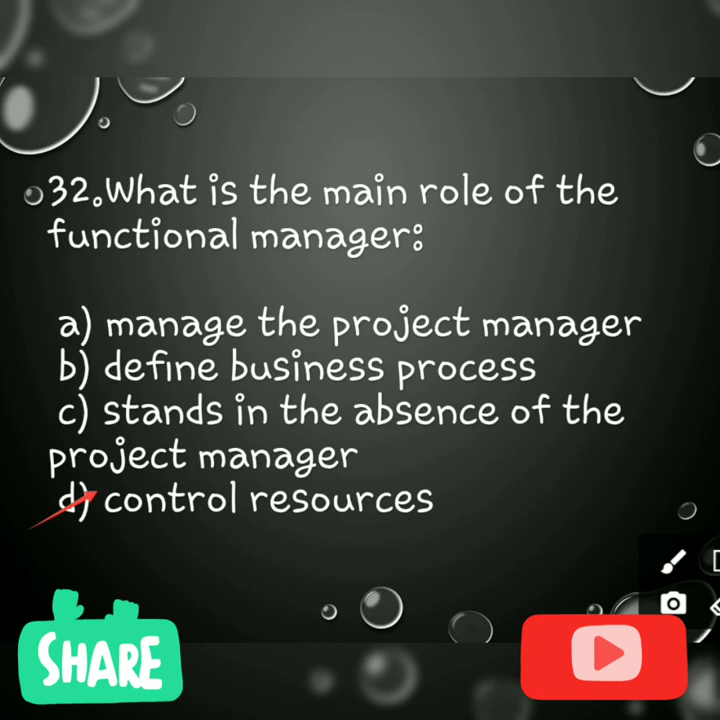 32.What is the main role of the
functional manager:
a) manage the project manager
b) define business process
c) stands in the absence of the
project manager
d) control resources
SHARE